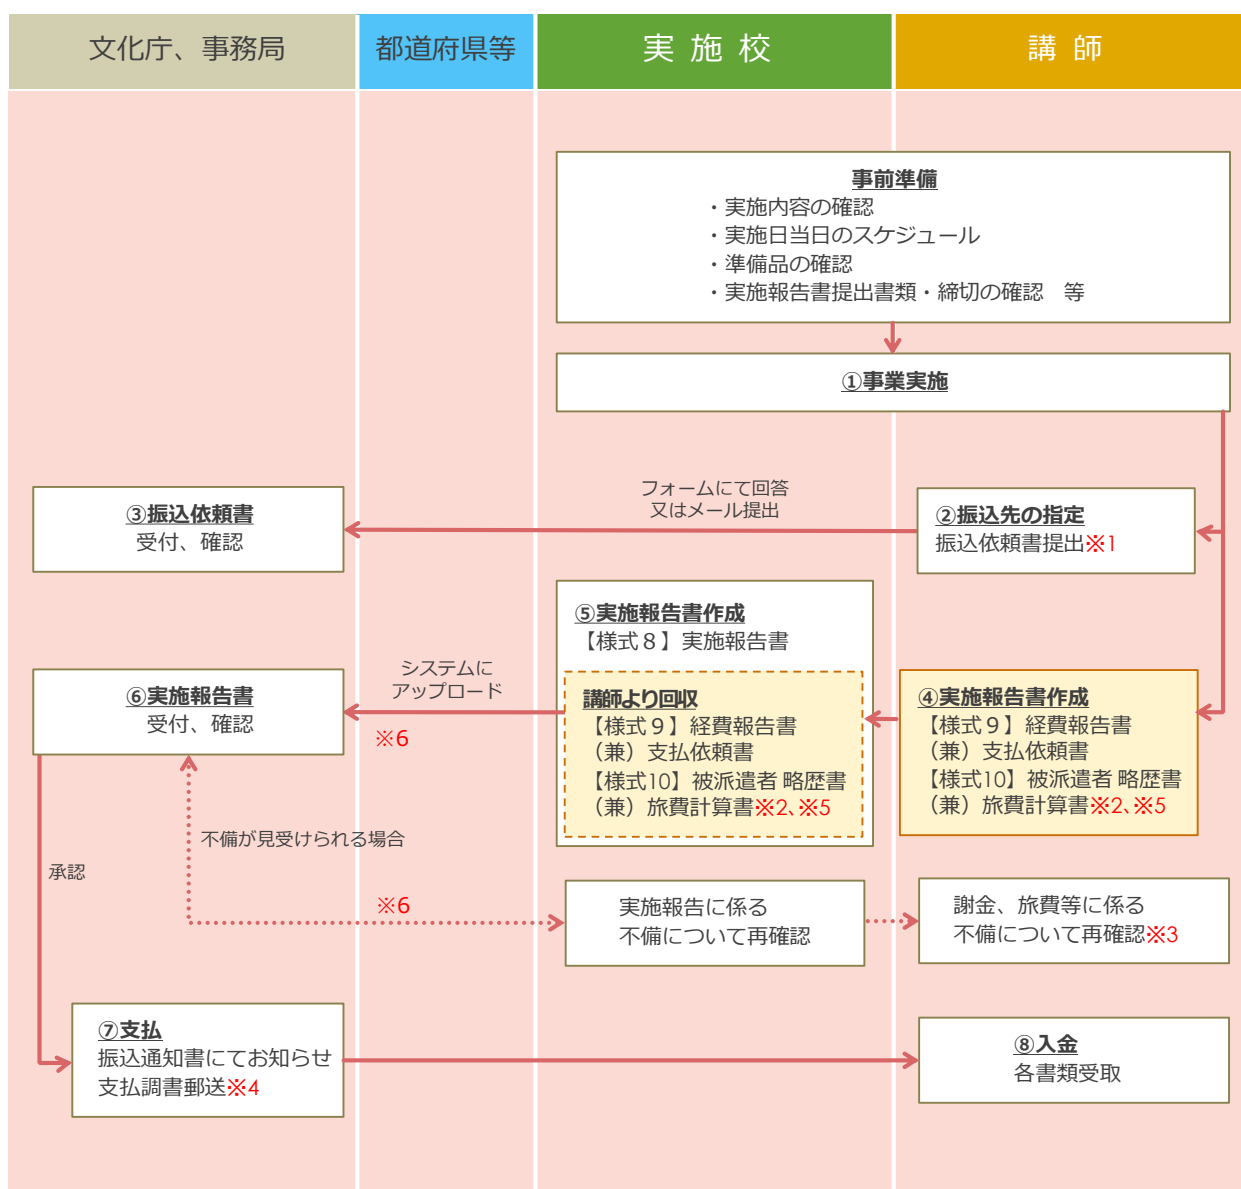 文化庁、事務局
都道府県等
実 施 校
講 師
事前準備
・実施内容の確認
・実施日当日のスケジュール
・準備品の確認
・実施報告書提出書類・締切の確認　等
①事業実施
フォームにて回答
又はメール提出
③振込依頼書
受付、確認
②振込先の指定
振込依頼書提出※1
⑤実施報告書作成
【様式８】実施報告書
システムに
アップロード
※6
⑥実施報告書
受付、確認
講師より回収
【様式９】経費報告書
（兼）支払依頼書
【様式10】被派遣者 略歴書
（兼）旅費計算書※2、※5
④実施報告書作成
【様式９】経費報告書
（兼）支払依頼書
【様式10】被派遣者 略歴書
（兼）旅費計算書※2、※5
不備が見受けられる場合
承認
※6
実施報告に係る
不備について再確認
謝金、旅費等に係る
不備について再確認※3
⑦支払
振込通知書にてお知らせ
支払調書郵送※4
⑧入金
各書類受取